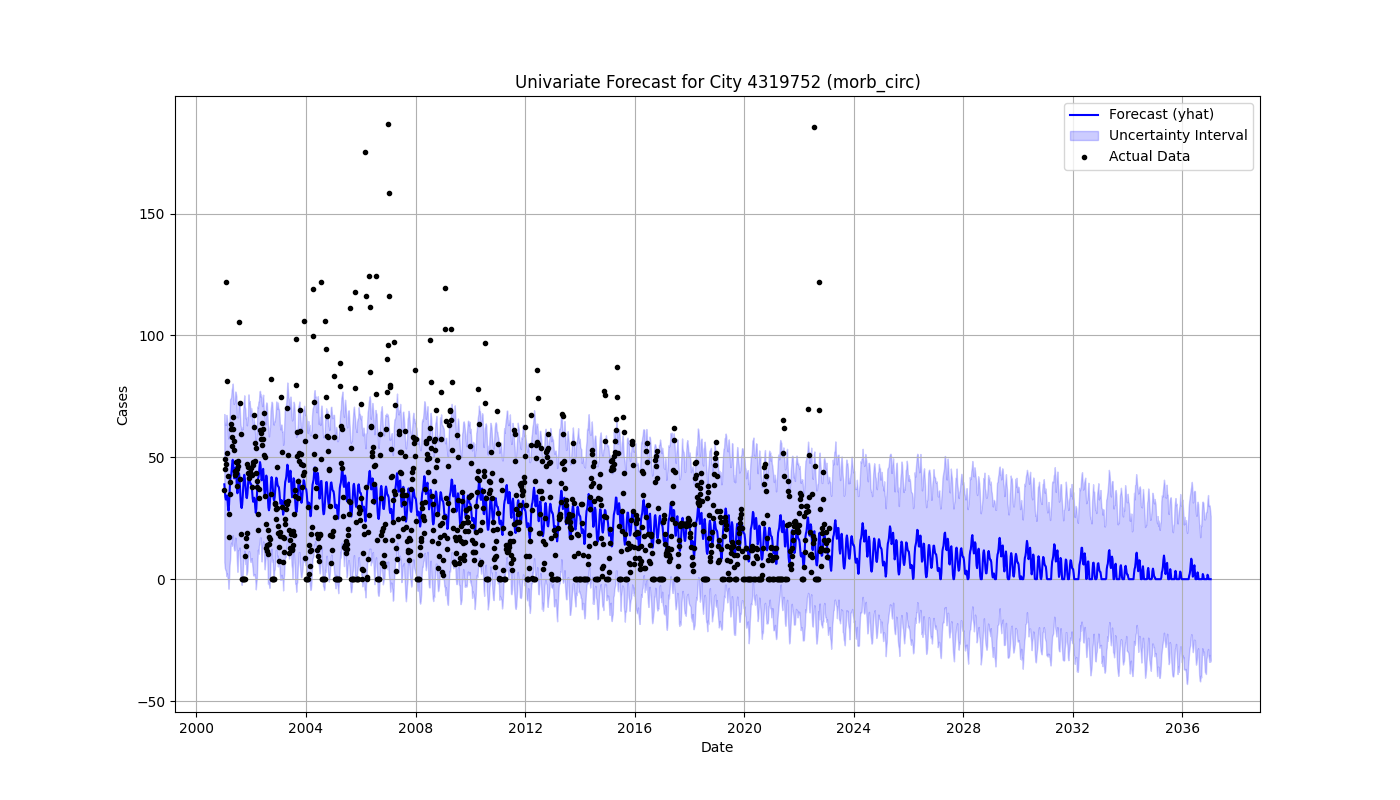 Univariate Forecast for City 4319752 (morb_circ)
Forecast (yhat)
Uncertainty Interval
Actual Data
Cases
150
100
50
0
−50
2000 2004 2008 2012 2016 2020 2024 2028 2032 2036
Date